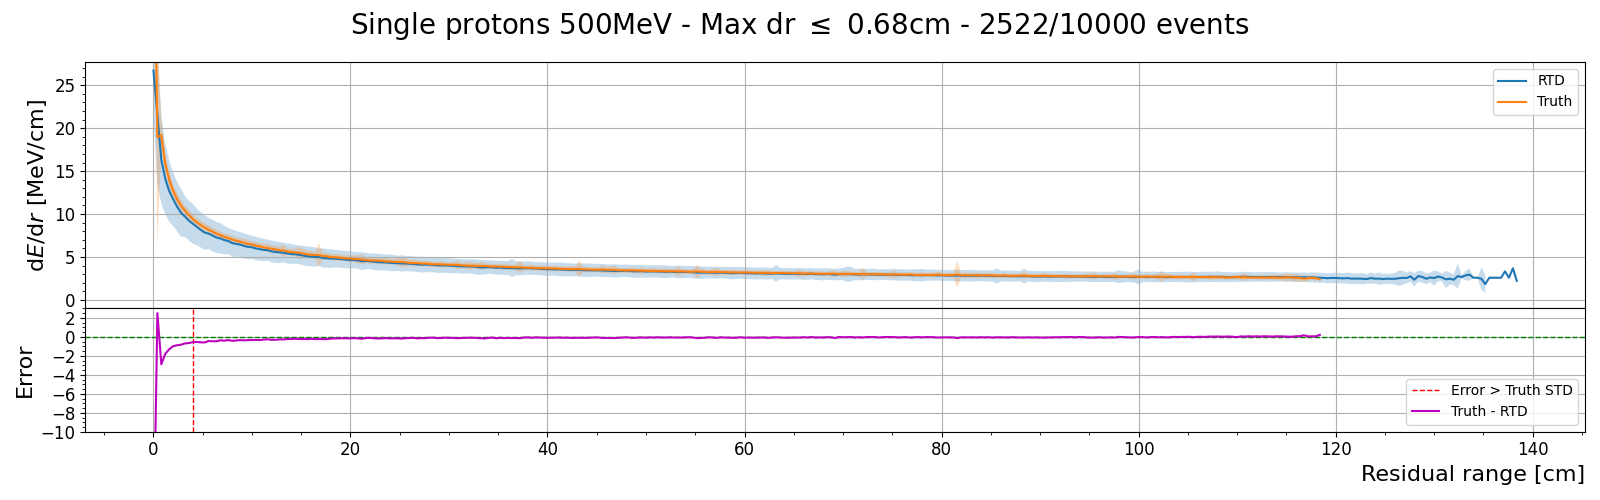 Single protons 500MeV - Max dr ≤ 0.68cm - 2522/10000 events
dE/dr [MeV/cm]
25
20
15
10
5
0
RTD
Truth
Error
2
0
−2
−4
−6
−8
−10
Error > Truth STD
Truth - RTD
0 20 40 60 80 100 120 140
Residual range [cm]